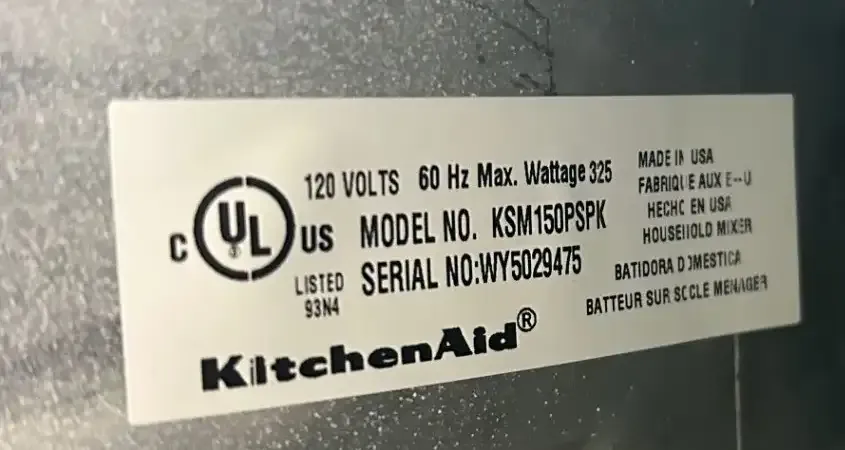 120 VOLTS 60 Hz Max. Wattage 325
C UL ® US
MODEL NO. KSM150PSPK
LISTED
93N4
SERIAL NO:WY5029475
MADE IN USA
FABRIQUE AUX E--U
HECHO EN USA
HOUSEHOLD MIXER
BATIDORA DOMESTICA
BATTEUR SUR SOCLE MENAGER
KitchenAid®